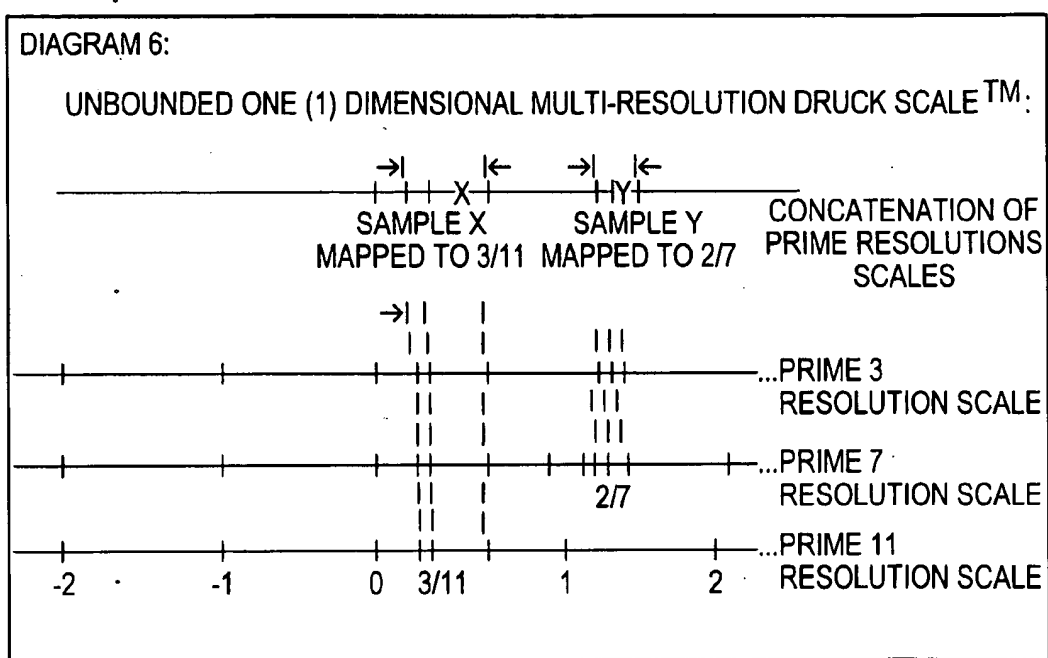 DIAGRAM 6:
UNBOUNDED ONE (1) DIMENSIONAL MULTI-RESOLUTION DRUCK SCALE TM:
X
Y
SAMPLE X
MAPPED TO 3/11
SAMPLE Y
MAPPED TO 2/7
CONCATENATION OF
PRIME RESOLUTIONS
SCALES
...PRIME 3
RESOLUTION SCALE
...PRIME 7
RESOLUTION SCALE
2/7
...PRIME 11
RESOLUTION SCALE
-2 -1 0 3/11 1 2